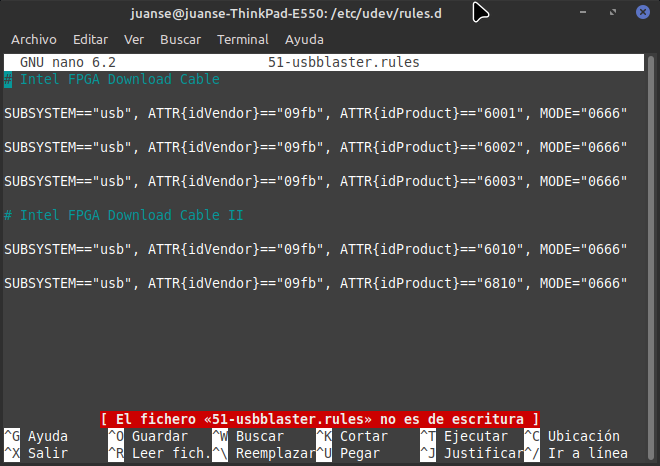 juanse@juanse-ThinkPad-E550: /etc/udev/rules.d
Archivo Editar Ver Buscar Terminal Ayuda
GNU nano 6.2 51-usbblaster.rules
# Intel FPGA Download Cable
SUBSYSTEM=="usb", ATTR{idVendor}=="09fb", ATTR{idProduct}=="6001", MODE="0666"
SUBSYSTEM=="usb", ATTR{idVendor}=="09fb", ATTR{idProduct}=="6002", MODE="0666"
SUBSYSTEM=="usb", ATTR{idVendor}=="09fb", ATTR{idProduct}=="6003", MODE="0666"
# Intel FPGA Download Cable II
SUBSYSTEM=="usb", ATTR{idVendor}=="09fb", ATTR{idProduct}=="6010", MODE="0666"
SUBSYSTEM=="usb", ATTR{idVendor}=="09fb", ATTR{idProduct}=="6810", MODE="0666"
[ El fichero «51-usbblaster.rules» no es de escritura ]
^G Ayuda ^O Guardar ^W Buscar ^K Cortar ^T Ejecutar ^C Ubicación
^X Salir ^R Leer fich. ^\ Reemplazar ^U Pegar ^J Justificar ^/ Ir a línea